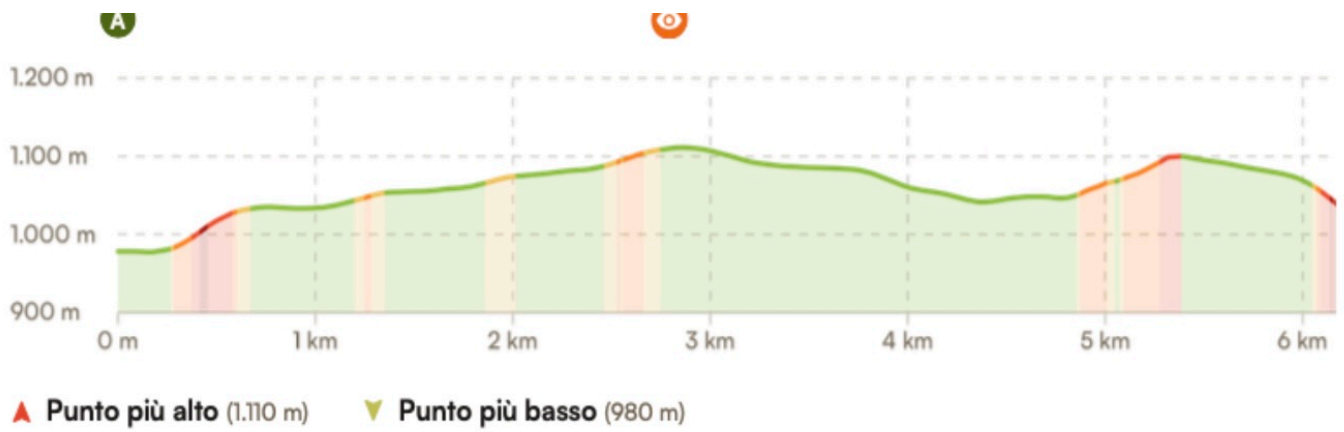 A
1.200 m
1.100 m
1.000 m
900 m
0 m 1 km 2 km 3 km 4 km 5 km 6 km
Punto più alto (1.110 m) Punto più basso (980 m)